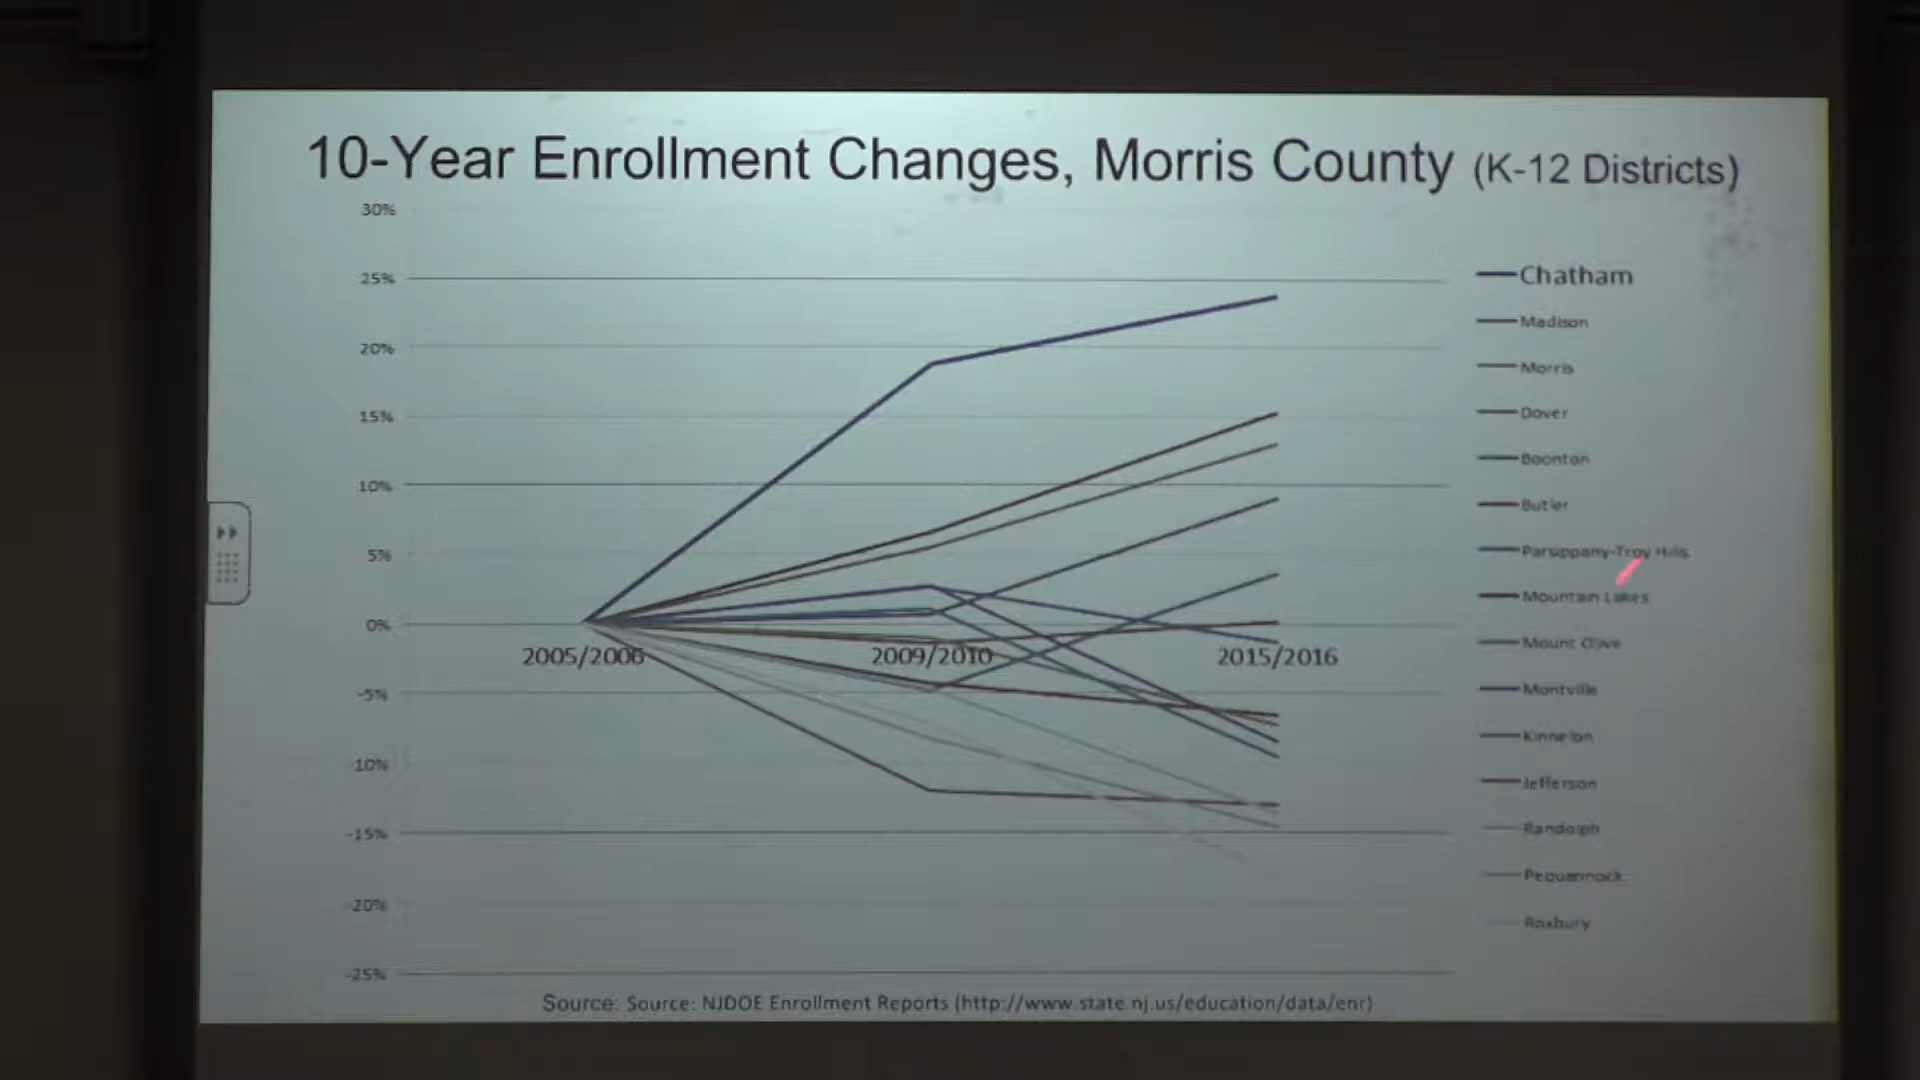 10-Year Enrollment Changes, Morris County (K-12 Districts)
30%
25%
20%
15%
10%
5%
0%
-5%
-10%
-15%
-20%
-25%
2005/2006
2009/2010
2015/2016
Chatham
Madison
Morris
Dover
Boonton
Butler
Parsippany-Troy Hills
Mountain Lakes
Mount Olive
Montville
Kinnelon
Jefferson
Randolph
Pequannock
Roxbury
Source: Source: NJDOE Enrollment Reports (http://www.state.nj.us/education/data/enr)